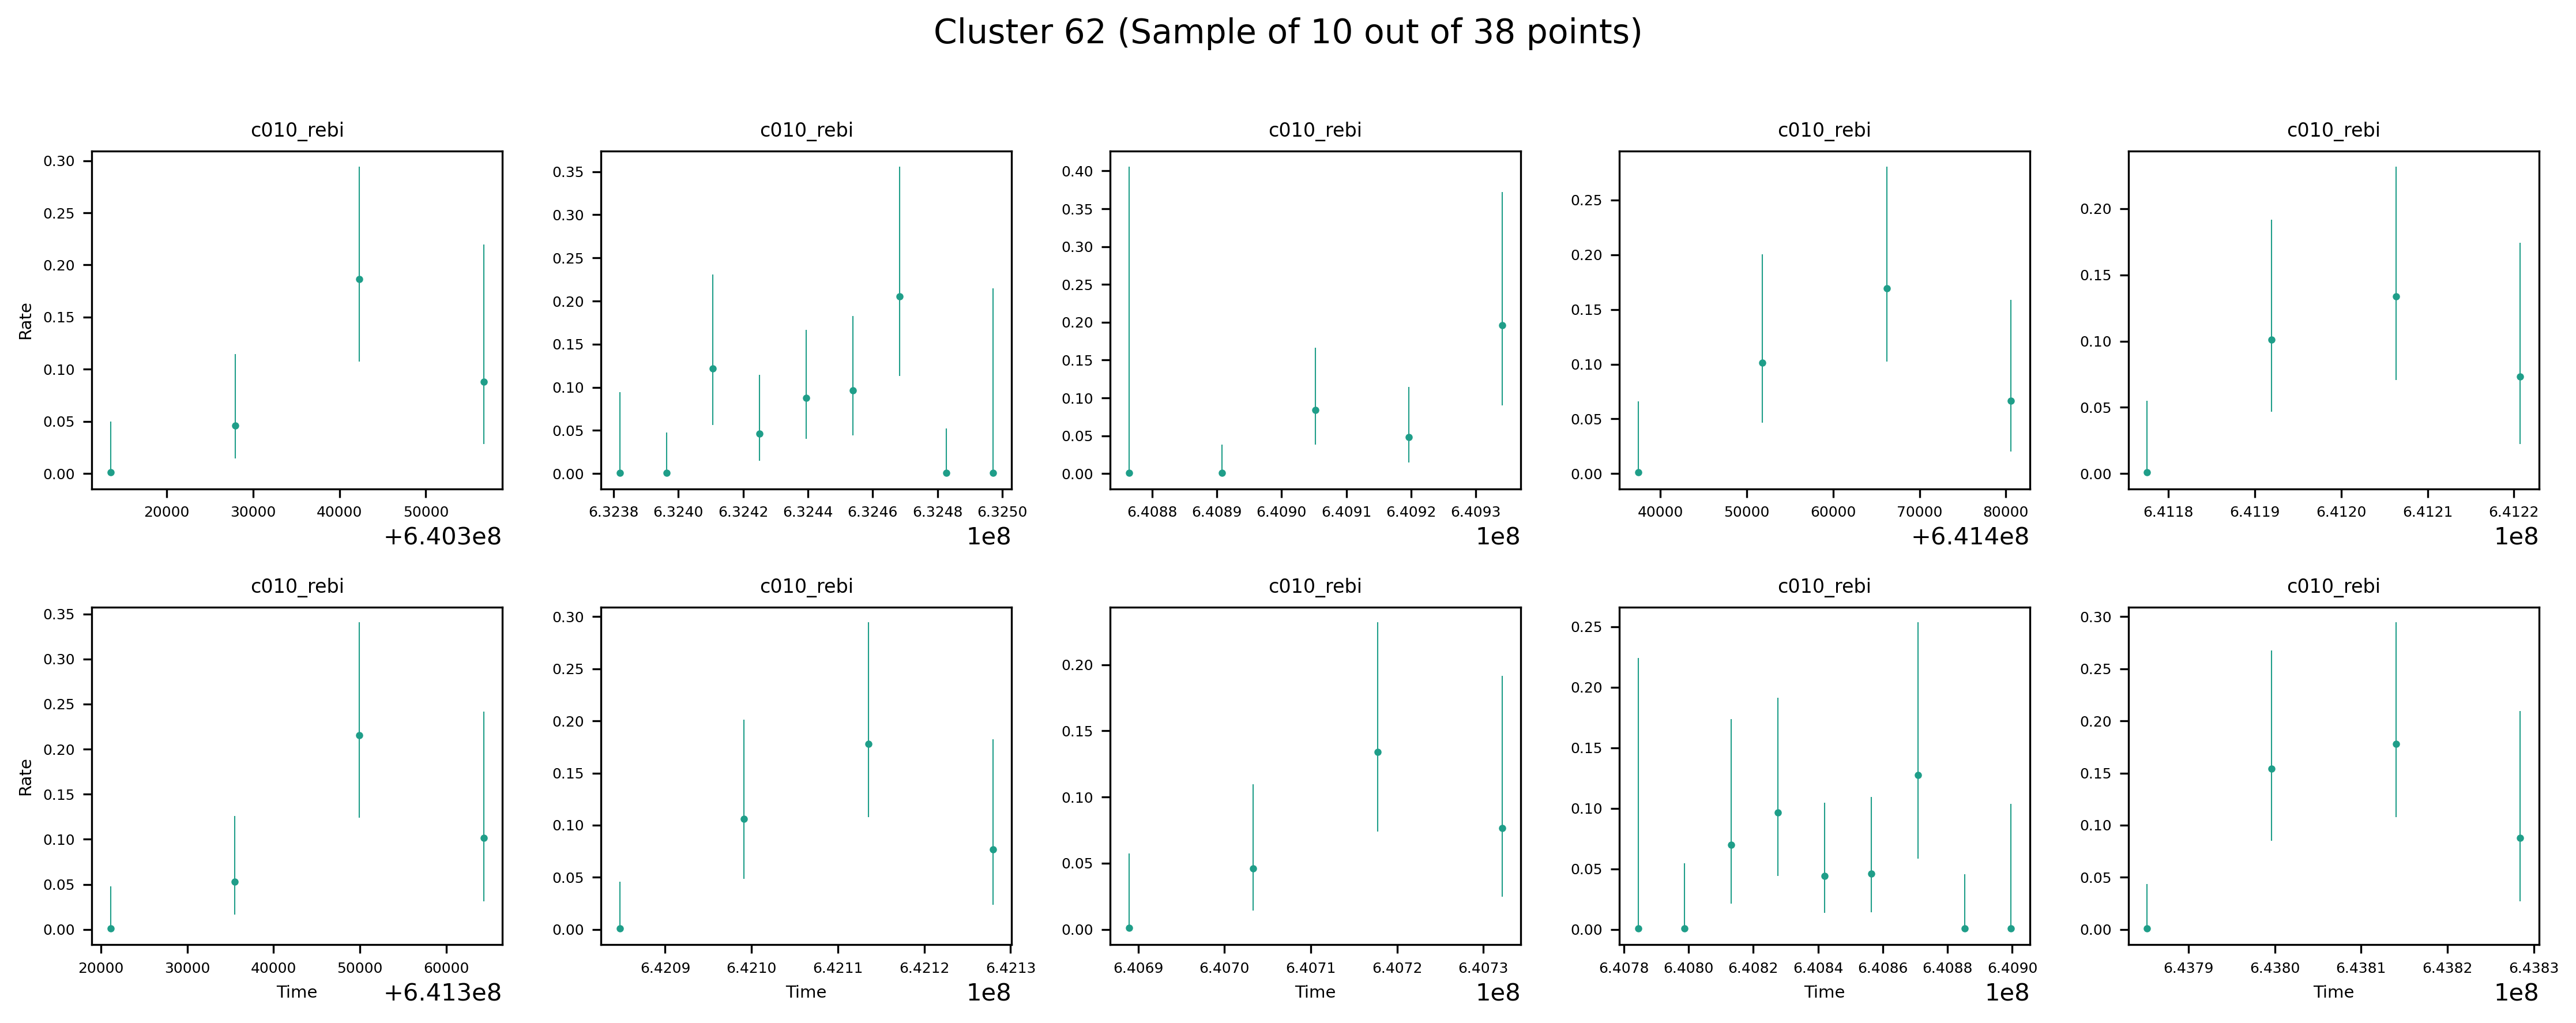 Cluster 62 (Sample of 10 out of 38 points)
c010_rebi c010_rebi c010_rebi c010_rebi c010_rebi
0.30 0.25 0.20 0.15 0.10 0.05 0.00
Rate
20000 30000 40000 50000
+6.403e8
0.35 0.30 0.25 0.20 0.15 0.10 0.05 0.00
6.3238 6.3240 6.3242 6.3244 6.3246 6.3248 6.3250
1e8
0.40 0.35 0.30 0.25 0.20 0.15 0.10 0.05 0.00
6.4088 6.4089 6.4090 6.4091 6.4092 6.4093
1e8
0.25 0.20 0.15 0.10 0.05 0.00
40000 50000 60000 70000 80000
+6.414e8
0.20 0.15 0.10 0.05 0.00
6.4118 6.4119 6.4120 6.4121 6.4122
1e8
c010_rebi c010_rebi c010_rebi c010_rebi c010_rebi
0.35 0.30 0.25 0.20 0.15 0.10 0.05 0.00
Rate
20000 30000 40000 50000 60000
Time
+6.413e8
0.30 0.25 0.20 0.15 0.10 0.05 0.00
6.4209 6.4210 6.4211 6.4212 6.4213
Time
1e8
0.20 0.15 0.10 0.05 0.00
6.4069 6.4070 6.4071 6.4072 6.4073
Time
1e8
0.25 0.20 0.15 0.10 0.05 0.00
6.4078 6.4080 6.4082 6.4084 6.4086 6.4088 6.4090
Time
1e8
0.30 0.25 0.20 0.15 0.10 0.05 0.00
6.4379 6.4380 6.4381 6.4382 6.4383
Time
1e8